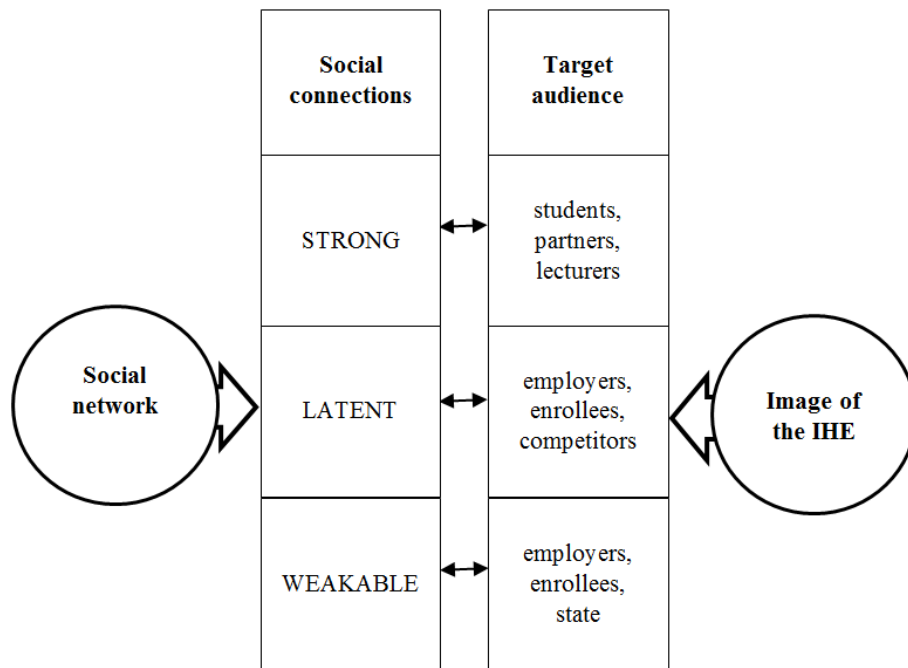 Social
connections
Target
audience
STRONG
students,
partners,
lecturers
Social
network
LATENT
employers,
enrollees,
competitors
Image of
the IHE
WEAKABLE
employers,
enrollees,
state